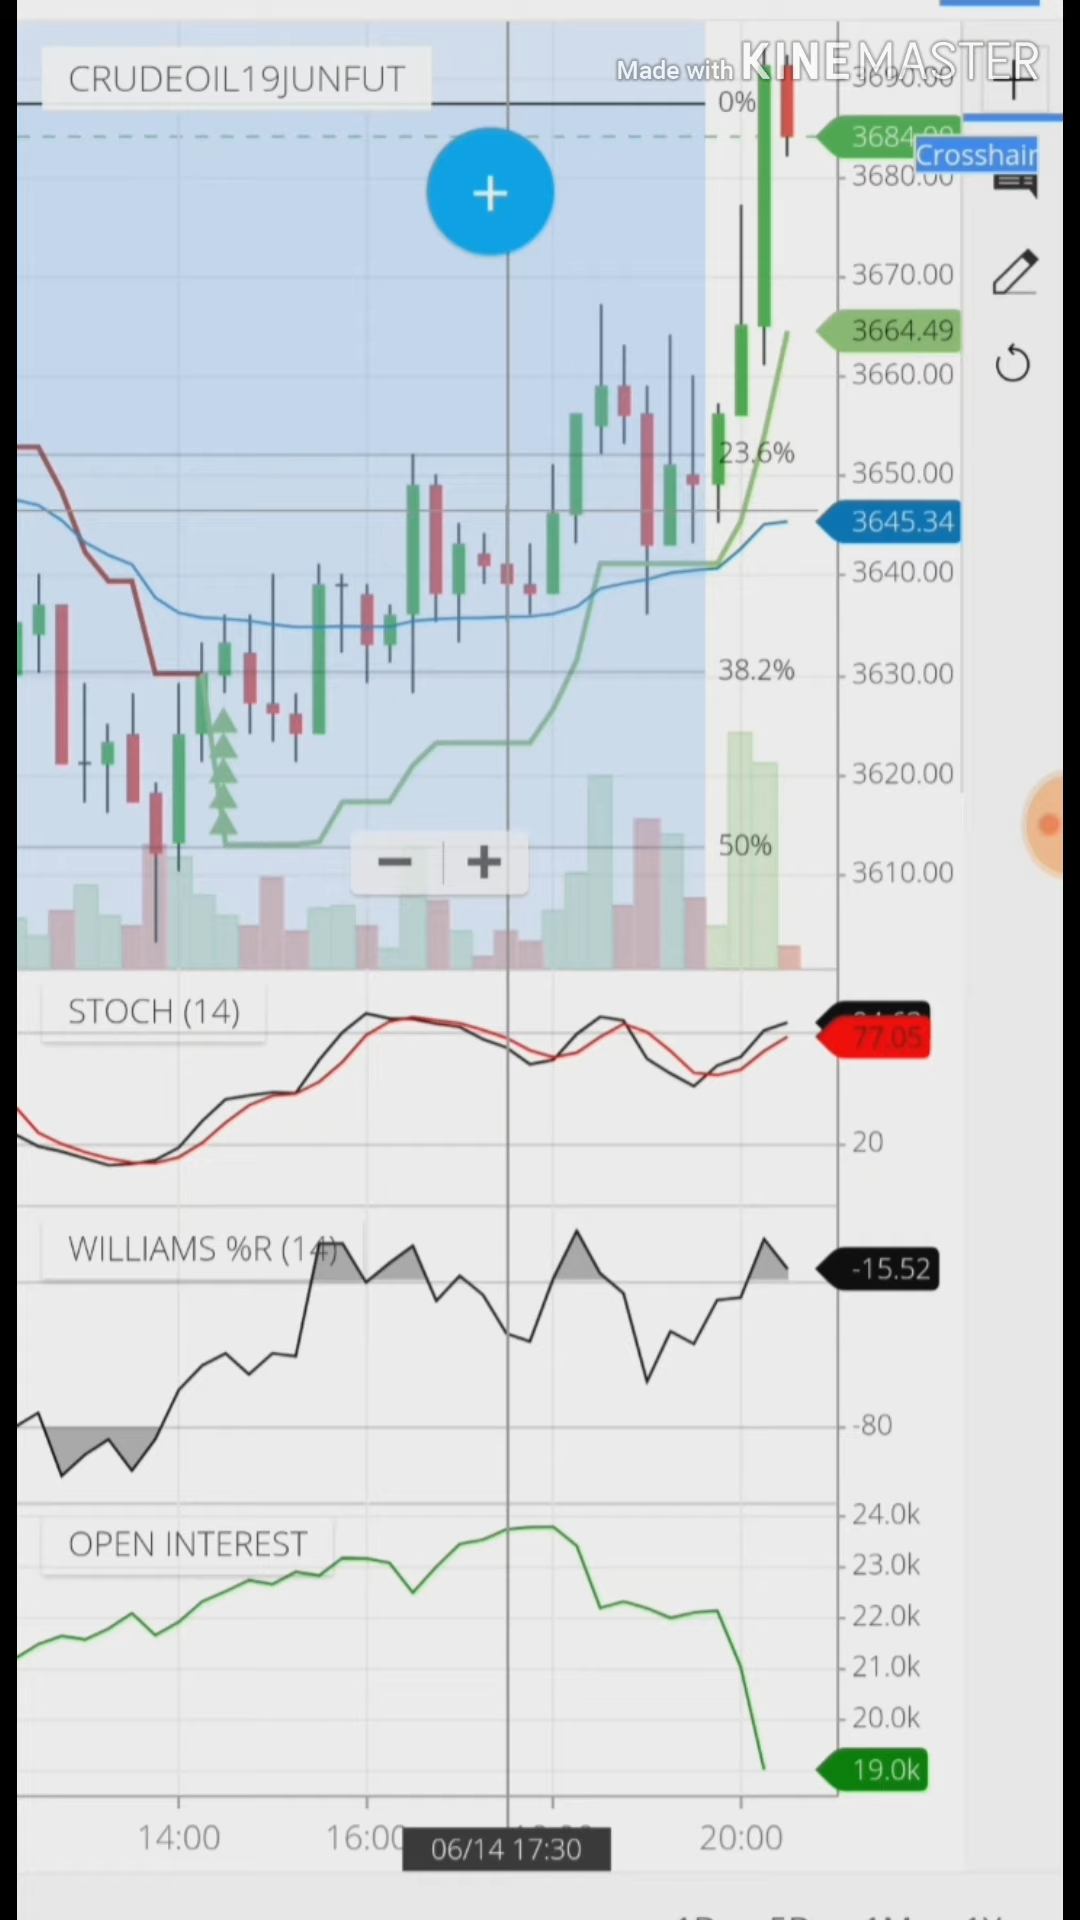 Made with KINEMASTER
CRUDEOIL19JUNFUT
3690.00
0%
3684.00
Crosshair
3680.00
3670.00
3664.49
3660.00
23.6%
3650.00
3645.34
3640.00
38.2%
3630.00
3620.00
50%
3610.00
STOCH (14)
77.05
20
WILLIAMS %R (14)
-15.52
-80
24.0k
OPEN INTEREST
23.0k
22.0k
21.0k
20.0k
19.0k
14:00
16:00
20:00
06/14 17:30